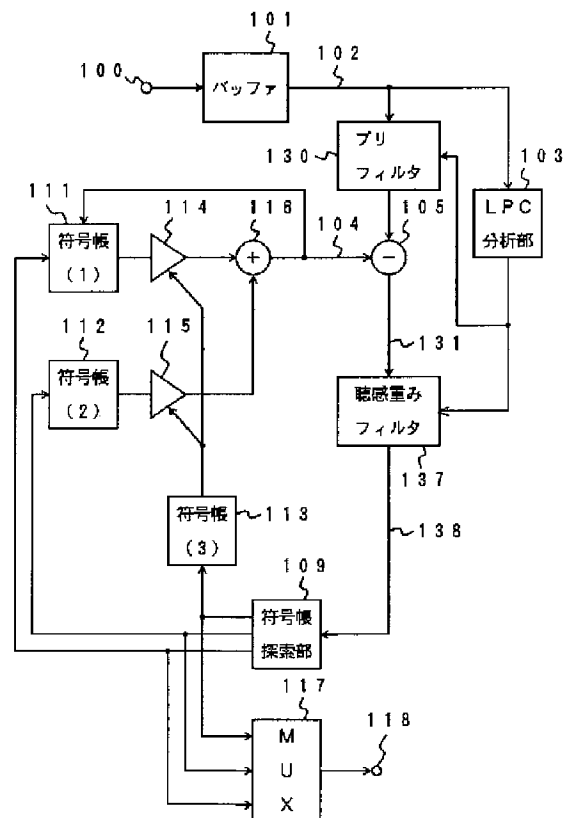 101
100
バッファ
102
130
プリ
フィルタ
103
LPC
分析部
111
符号帳
(1)
114
116
+
104
105
−
112
符号帳
(2)
115
131
聴感重み
フィルタ
137
符号帳
(3)
113
138
109
符号帳
探索部
117
M
U
X
118